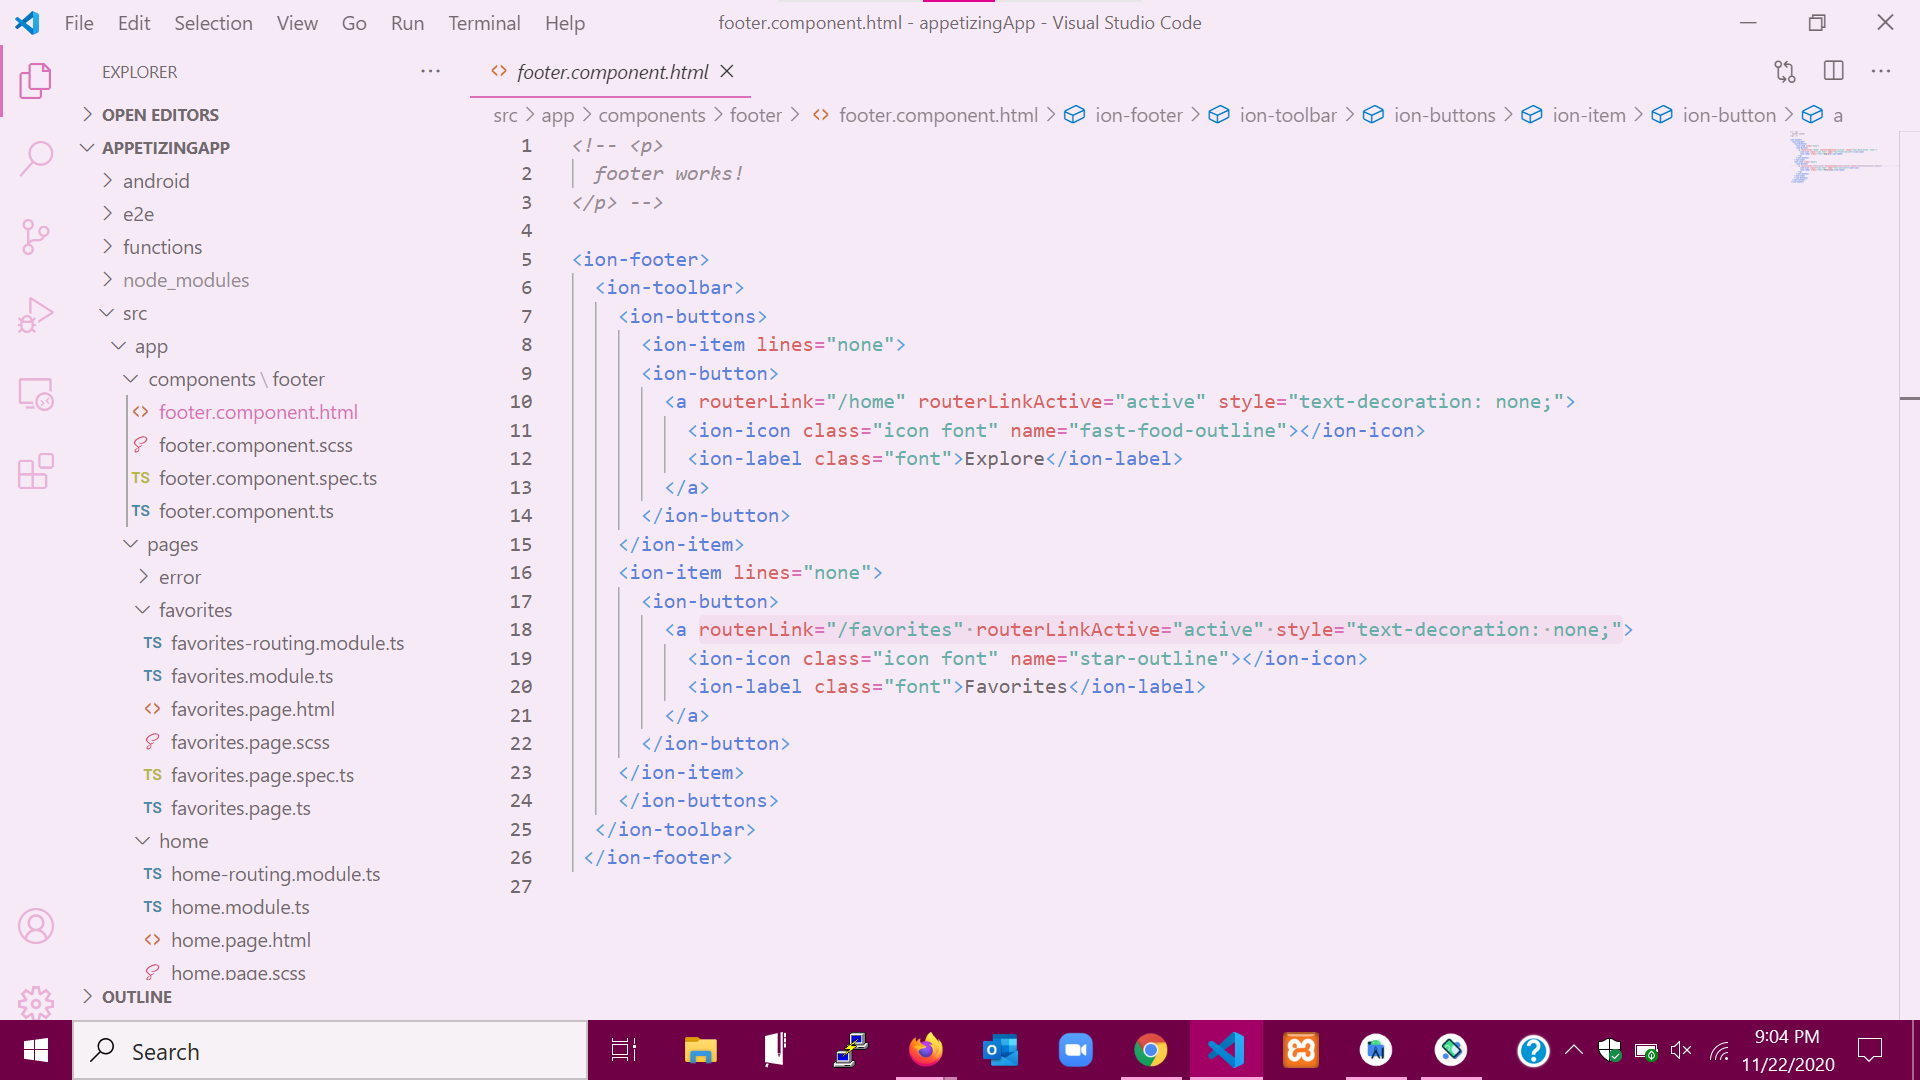 File Edit Selection View Go Run Terminal Help footer.component.html - appetizingApp - Visual Studio Code
EXPLORER
footer.component.html
OPEN EDITORS
src > app > components > footer > footer.component.html > ion-footer > ion-toolbar > ion-buttons > ion-item > ion-button > a
APPETIZINGAPP
android
e2e
functions
node_modules
src
app
components \ footer
footer.component.html
footer.component.scss
TS footer.component.spec.ts
TS footer.component.ts
pages
error
favorites
TS favorites-routing.module.ts
TS favorites.module.ts
favorites.page.html
favorites.page.scss
TS favorites.page.spec.ts
TS favorites.page.ts
home
TS home-routing.module.ts
TS home.module.ts
home.page.html
home.page.scss
OUTLINE
1 <!-- <p>
2 footer works!
3 </p> -->
4
5 <ion-footer>
6 <ion-toolbar>
7 <ion-buttons>
8 <ion-item lines="none">
9 <ion-button>
10 <a routerLink="/home" routerLinkActive="active" style="text-decoration: none;">
11 <ion-icon class="icon font" name="fast-food-outline"></ion-icon>
12 <ion-label class="font">Explore</ion-label>
13 </a>
14 </ion-button>
15 </ion-item>
16 <ion-item lines="none">
17 <ion-button>
18 <a routerLink="/favorites" routerLinkActive="active" style="text-decoration: none;">
19 <ion-icon class="icon font" name="star-outline"></ion-icon>
20 <ion-label class="font">Favorites</ion-label>
21 </a>
22 </ion-button>
23 </ion-item>
24 </ion-buttons>
25 </ion-toolbar>
26 </ion-footer>
27
Search
9:04 PM
11/22/2020